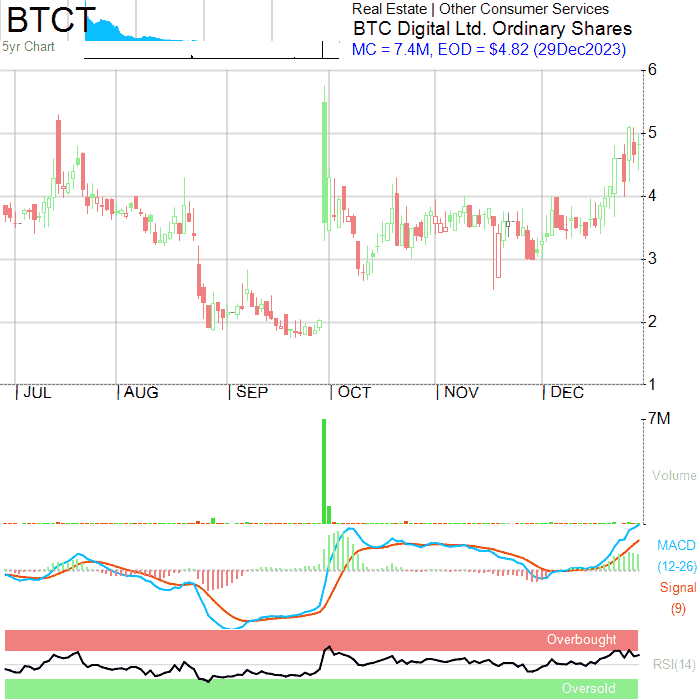 BTCT
5yr Chart
Real Estate | Other Consumer Services
BTC Digital Ltd. Ordinary Shares
MC = 7.4M, EOD = $4.82 (29Dec2023)
6
5
4
3
2
1
JUL AUG SEP OCT NOV DEC
7M
Volume
MACD
(12-26)
Signal
(9)
Overbought
RSI(14)
Oversold